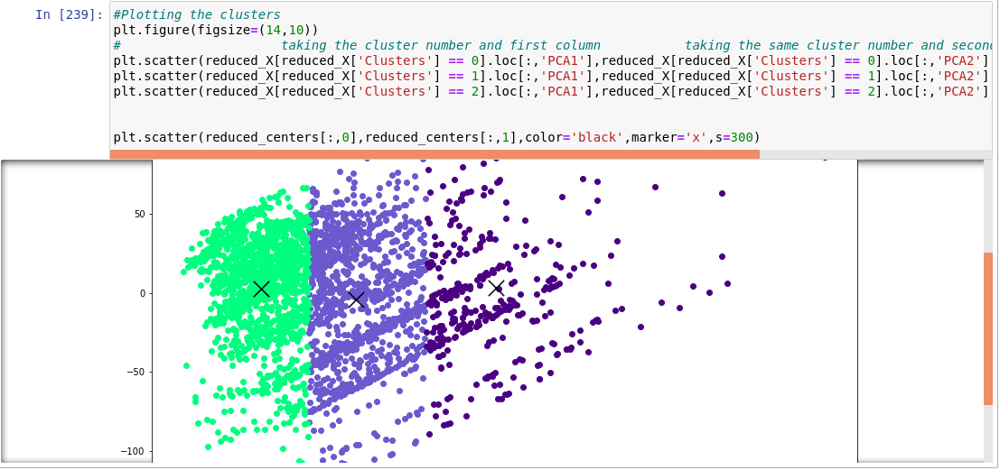 In [239]: #Plotting the clusters
plt.figure(figsize=(14,10))
# taking the cluster number and first column taking the same cluster number and secon
plt.scatter(reduced_X[reduced_X['Clusters'] == 0].loc[:,'PCA1'],reduced_X[reduced_X['Clusters'] == 0].loc[:,'PCA2']
plt.scatter(reduced_X[reduced_X['Clusters'] == 1].loc[:,'PCA1'],reduced_X[reduced_X['Clusters'] == 1].loc[:,'PCA2']
plt.scatter(reduced_X[reduced_X['Clusters'] == 2].loc[:,'PCA1'],reduced_X[reduced_X['Clusters'] == 2].loc[:,'PCA2']
plt.scatter(reduced_centers[:,0],reduced_centers[:,1],color='black',marker='x',s=300)
50
0
−50
−100